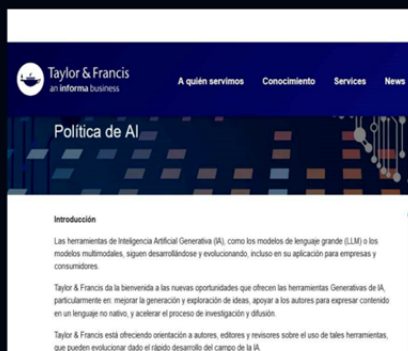 Taylor & Francis
an informa business
A quién servimos
Conocimiento
Services
News
Política de AI
Introducción
Las herramientas de Inteligencia Artificial Generativa (IA), como los modelos de lenguaje grande (LLM) o los
modelos multimodales, siguen desarrollándose y evolucionando, incluso en su aplicación para empresas y
consumidores.
Taylor & Francis da la bienvenida a las nuevas oportunidades que ofrecen las herramientas Generativas de IA,
particularmente en: mejorar la generación y exploración de ideas, apoyar a los autores para expresar contenido
en un lenguaje no nativo, y acelerar el proceso de investigación y difusión.
Taylor & Francis está ofreciendo orientación a autores, editores y revisores sobre el uso de tales herramientas,
que pueden evolucionar dado el rápido desarrollo del campo de la IA.